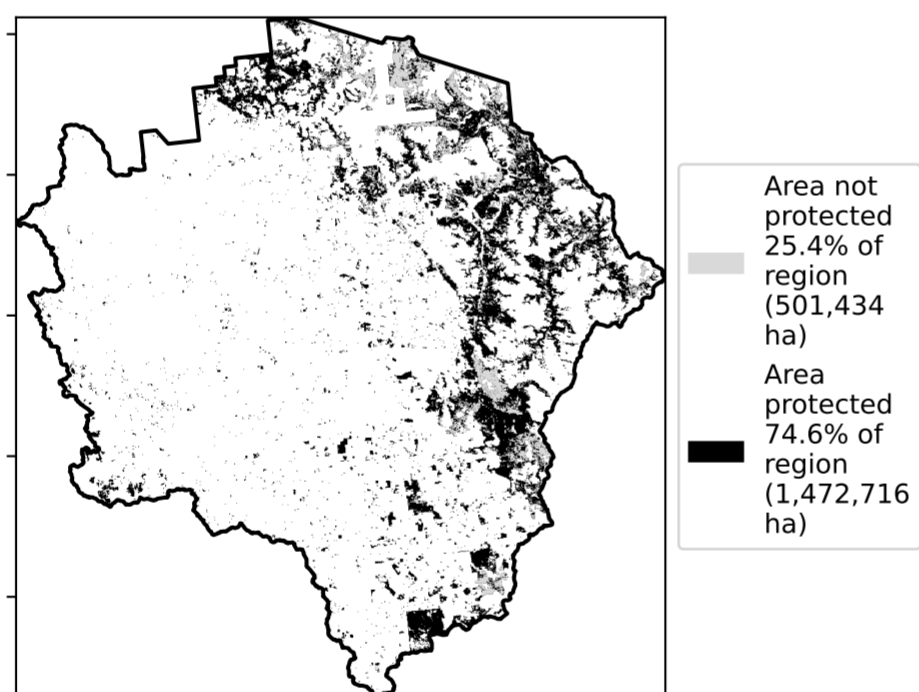 Area not
protected
25.4% of
region
(501,434
ha)
Area
protected
74.6% of
region
(1,472,716
ha)